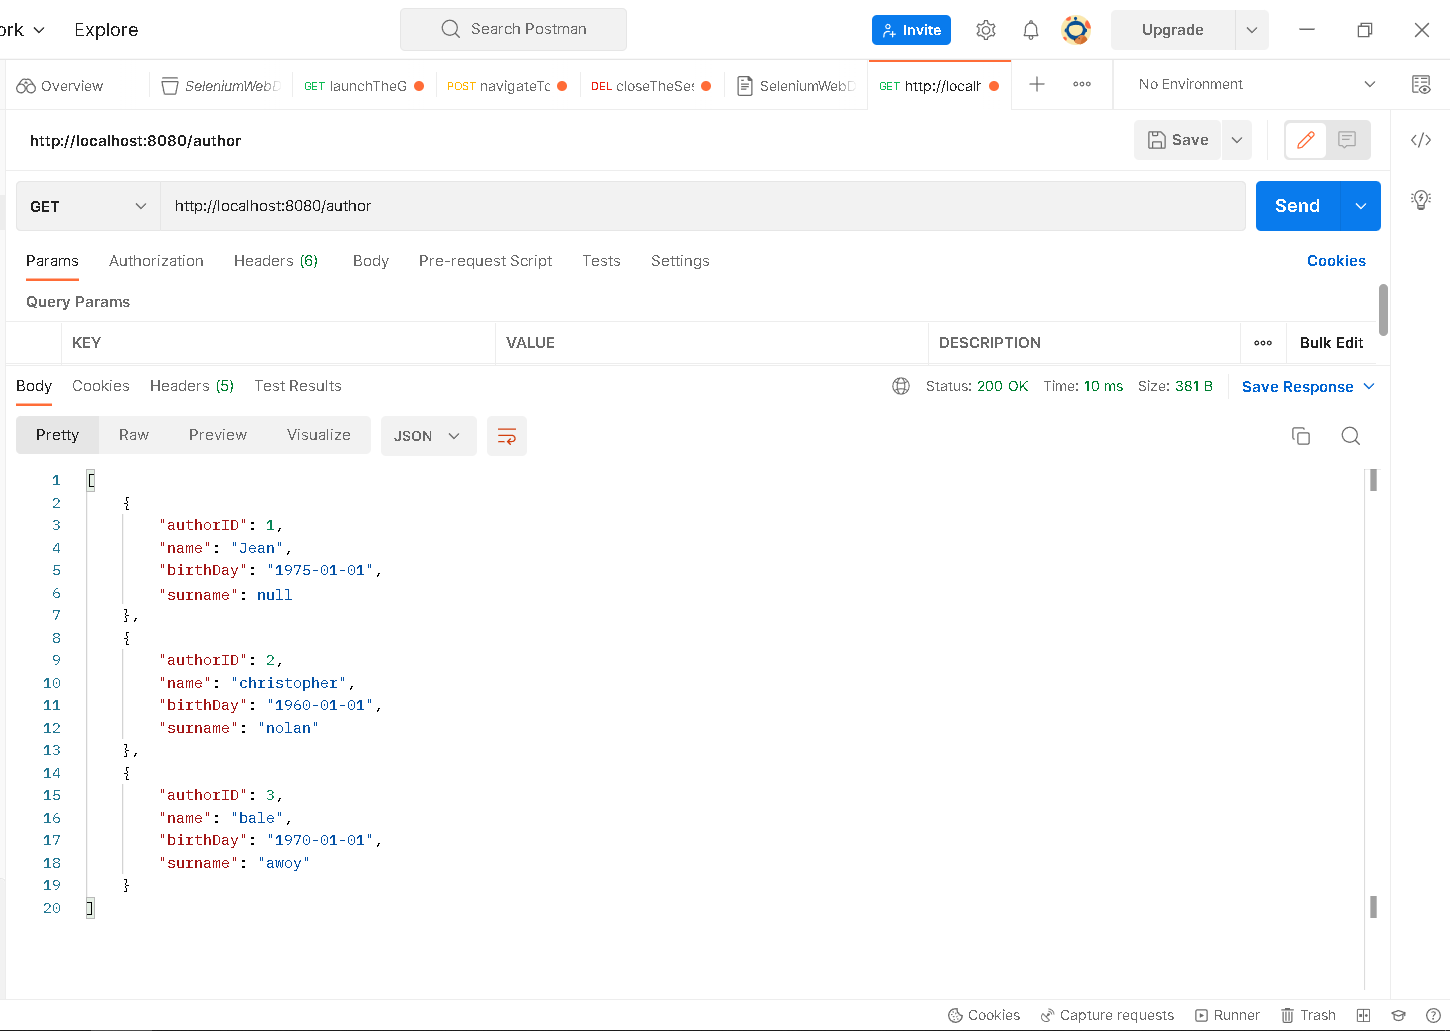 ork Explore Search Postman Invite Upgrade
Overview SeleniumWebD GET launchTheG POST navigateTo DEL closeTheSes SeleniumWebD GET http://localh No Environment
http://localhost:8080/author Save
GET http://localhost:8080/author Send
Params Authorization Headers (6) Body Pre-request Script Tests Settings Cookies
Query Params
KEY VALUE DESCRIPTION Bulk Edit
Body Cookies Headers (5) Test Results Status: 200 OK Time: 10 ms Size: 381 B Save Response
Pretty Raw Preview Visualize JSON
1 [
2 {
3 "authorID": 1,
4 "name": "Jean",
5 "birthDay": "1975-01-01",
6 "surname": null
7 },
8 {
9 "authorID": 2,
10 "name": "christopher",
11 "birthDay": "1960-01-01",
12 "surname": "nolan"
13 },
14 {
15 "authorID": 3,
16 "name": "bale",
17 "birthDay": "1970-01-01",
18 "surname": "awoy"
19 }
20 ]
Cookies Capture requests Runner Trash